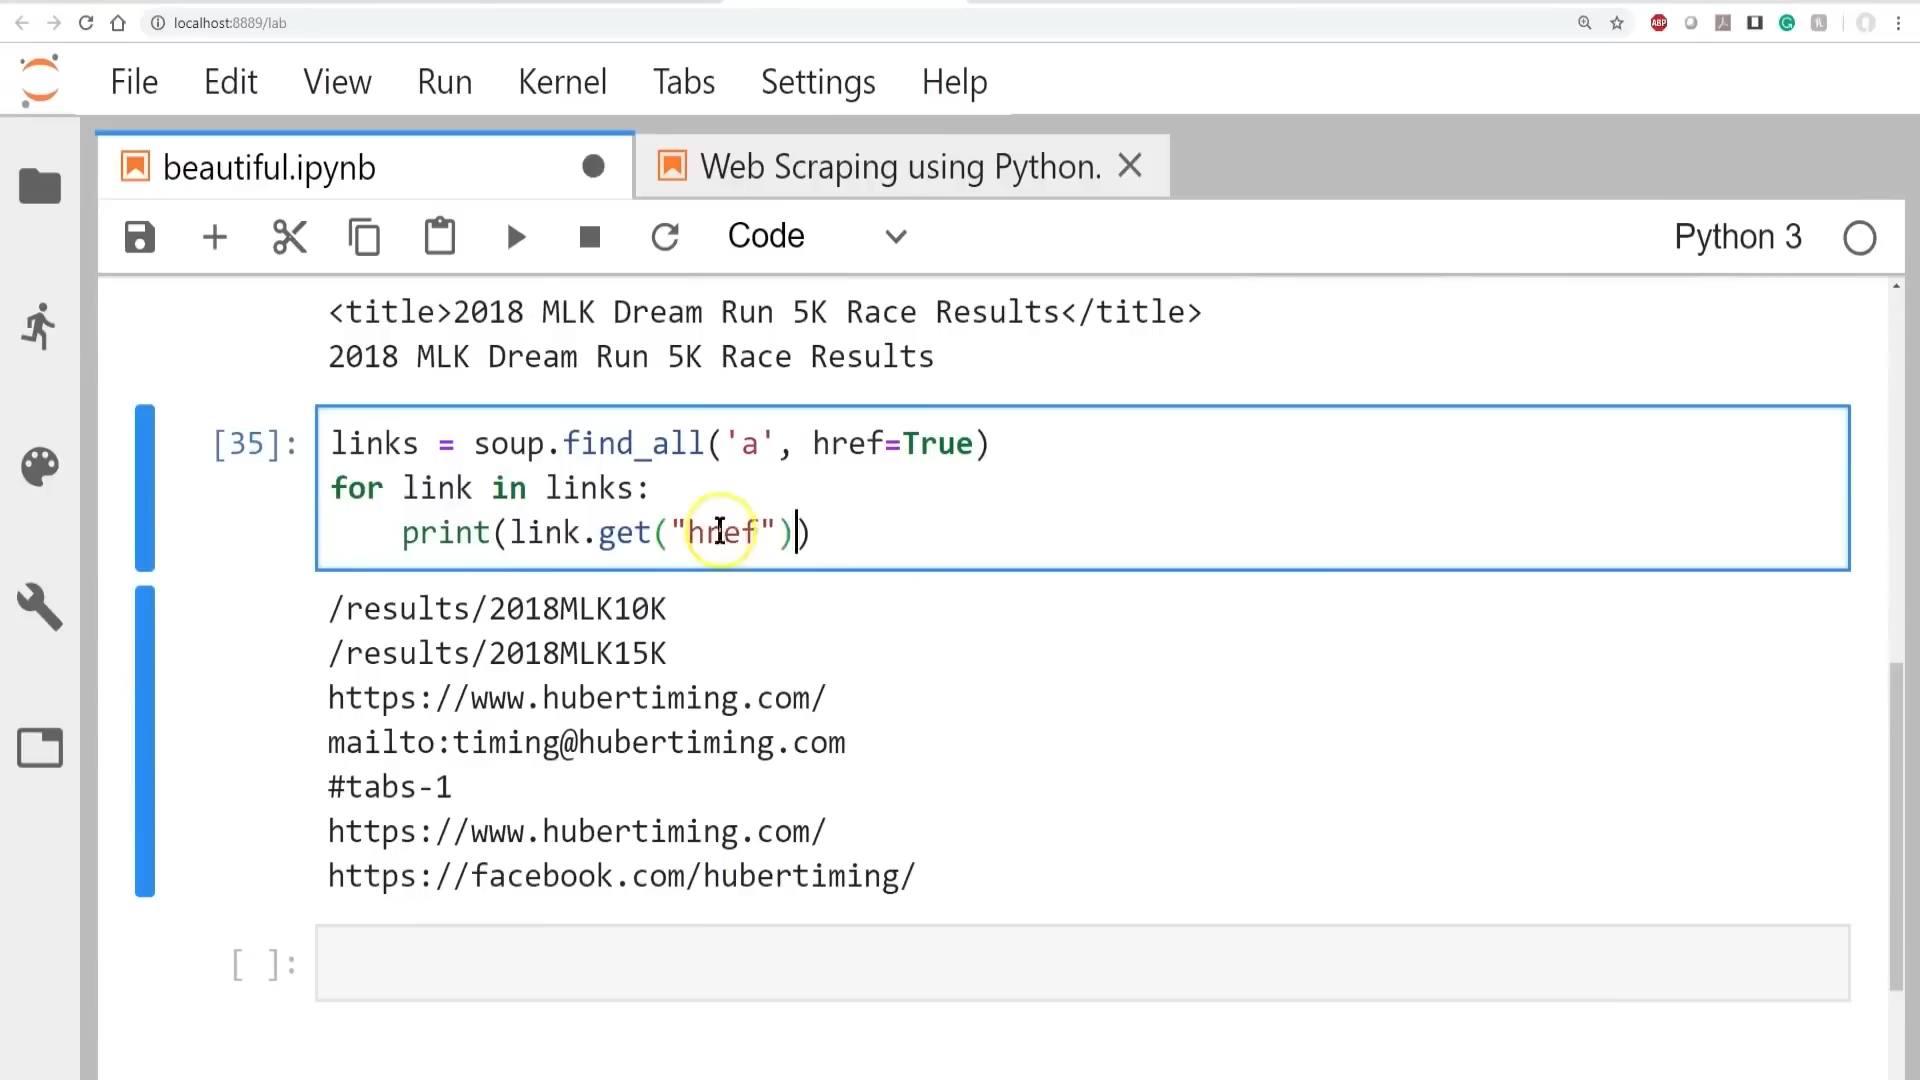 localhost:8889/lab
ABP
File Edit View Run Kernel Tabs Settings Help
beautiful.ipynb
Web Scraping using Python.
Code
Python 3
<title>2018 MLK Dream Run 5K Race Results</title>
2018 MLK Dream Run 5K Race Results
[35]:
links = soup.find_all('a', href=True)
for link in links:
    print(link.get("href"))
/results/2018MLK10K
/results/2018MLK15K
https://www.hubertiming.com/
mailto:timing@hubertiming.com
#tabs-1
https://www.hubertiming.com/
https://facebook.com/hubertiming/
[ ]: